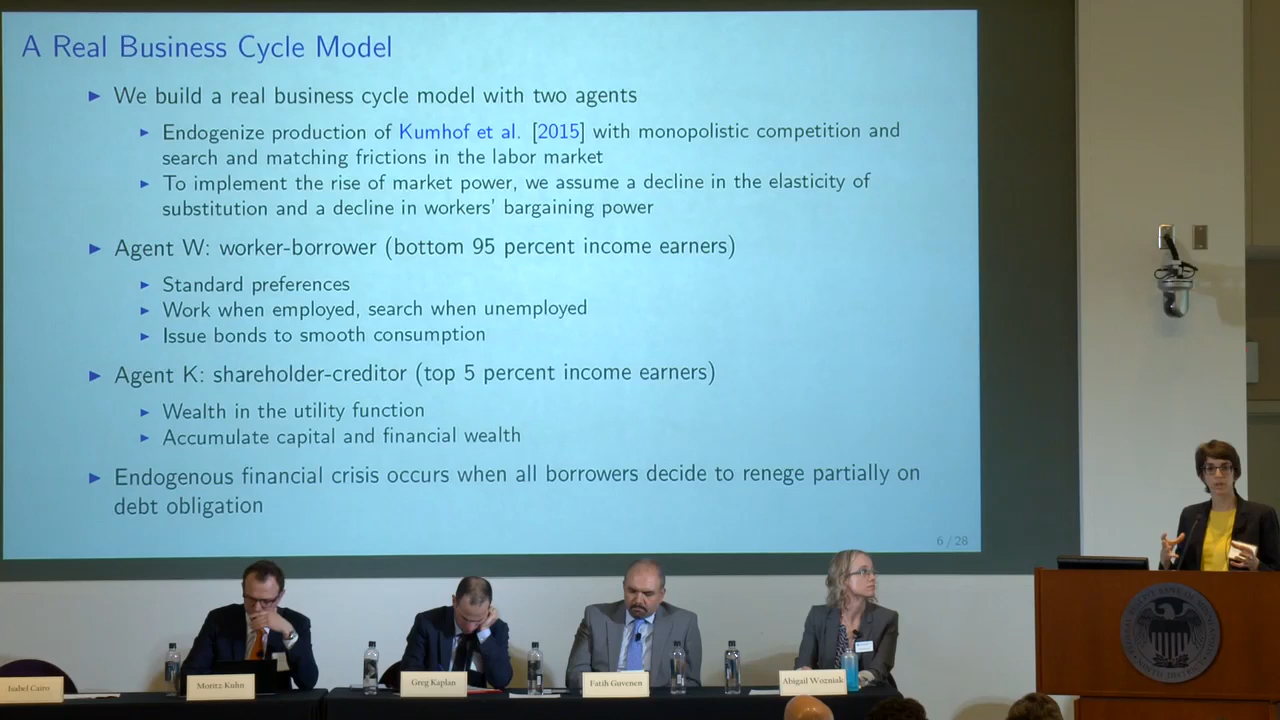 A Real Business Cycle Model
▶ We build a real business cycle model with two agents
▶ Endogenize production of Kumhof et al. [2015] with monopolistic competition and
search and matching frictions in the labor market
▶ To implement the rise of market power, we assume a decline in the elasticity of
substitution and a decline in workers' bargaining power
▶ Agent W: worker-borrower (bottom 95 percent income earners)
▶ Standard preferences
▶ Work when employed, search when unemployed
▶ Issue bonds to smooth consumption
▶ Agent K: shareholder-creditor (top 5 percent income earners)
▶ Wealth in the utility function
▶ Accumulate capital and financial wealth
▶ Endogenous financial crisis occurs when all borrowers decide to renege partially on
debt obligation
6 / 28
Isabel Cairo
Moritz Kuhn
Greg Kaplan
Fatih Guvenen
Abigail Wozniak